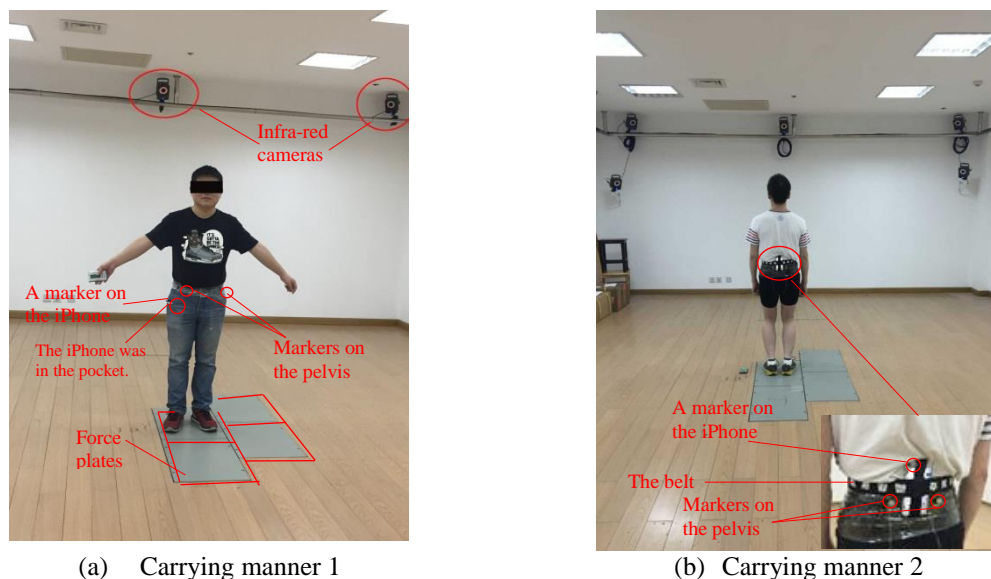 Infra-red
cameras
A marker on
the iPhone
The iPhone was
in the pocket.
Markers on
the pelvis
Force
plates
(a) Carrying manner 1
A marker on
the iPhone
The belt
Markers on
the pelvis
(b) Carrying manner 2